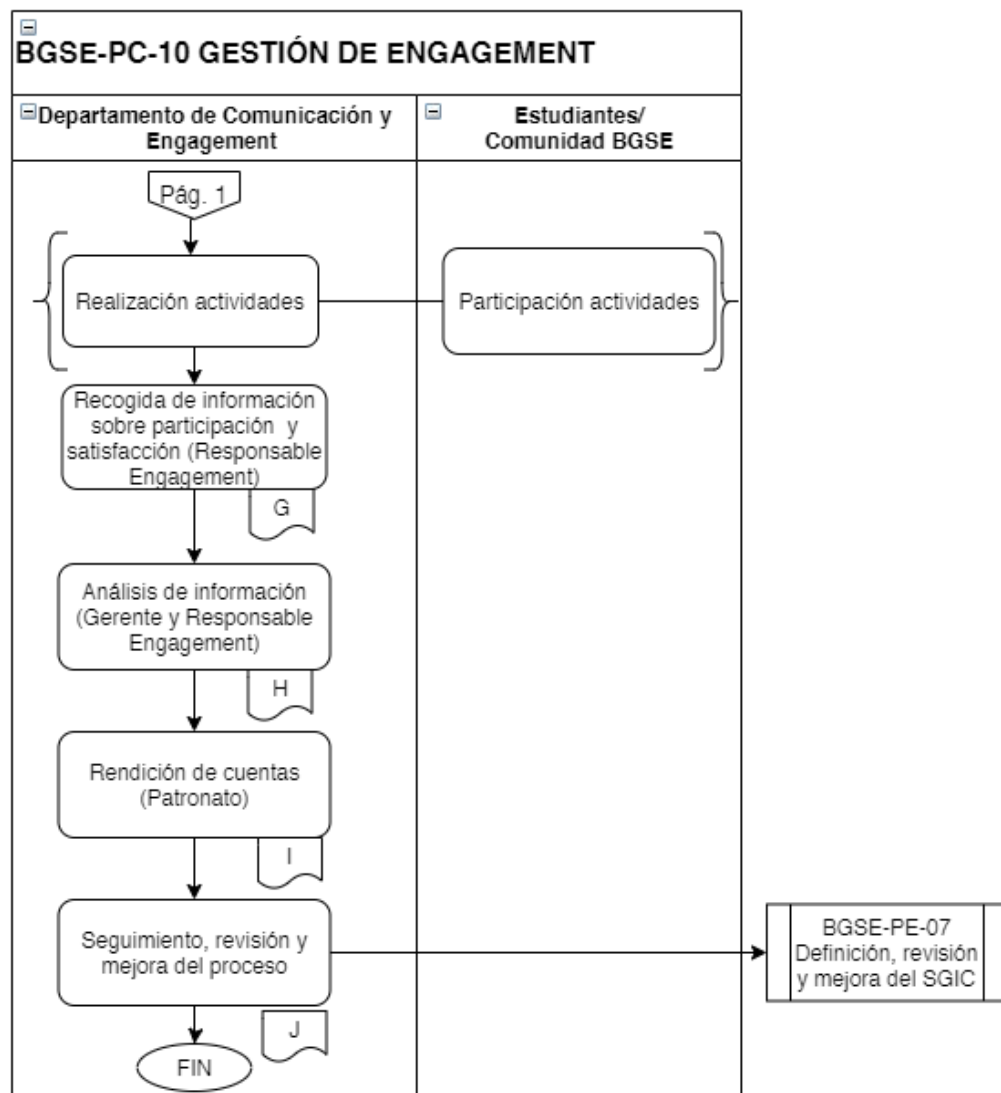 BGSE-PC-10 GESTIÓN DE ENGAGEMENT
Departamento de Comunicación y
Engagement
Estudiantes/
Comunidad BGSE
Pág. 1
Realización actividades
Participación actividades
Recogida de información
sobre participación y
satisfacción (Responsable
Engagement)
G
Análisis de información
(Gerente y Responsable
Engagement)
H
Rendición de cuentas
(Patronato)
I
Seguimiento, revisión y
mejora del proceso
BGSE-PE-07
Definición, revisión
y mejora del SGIC
J
FIN